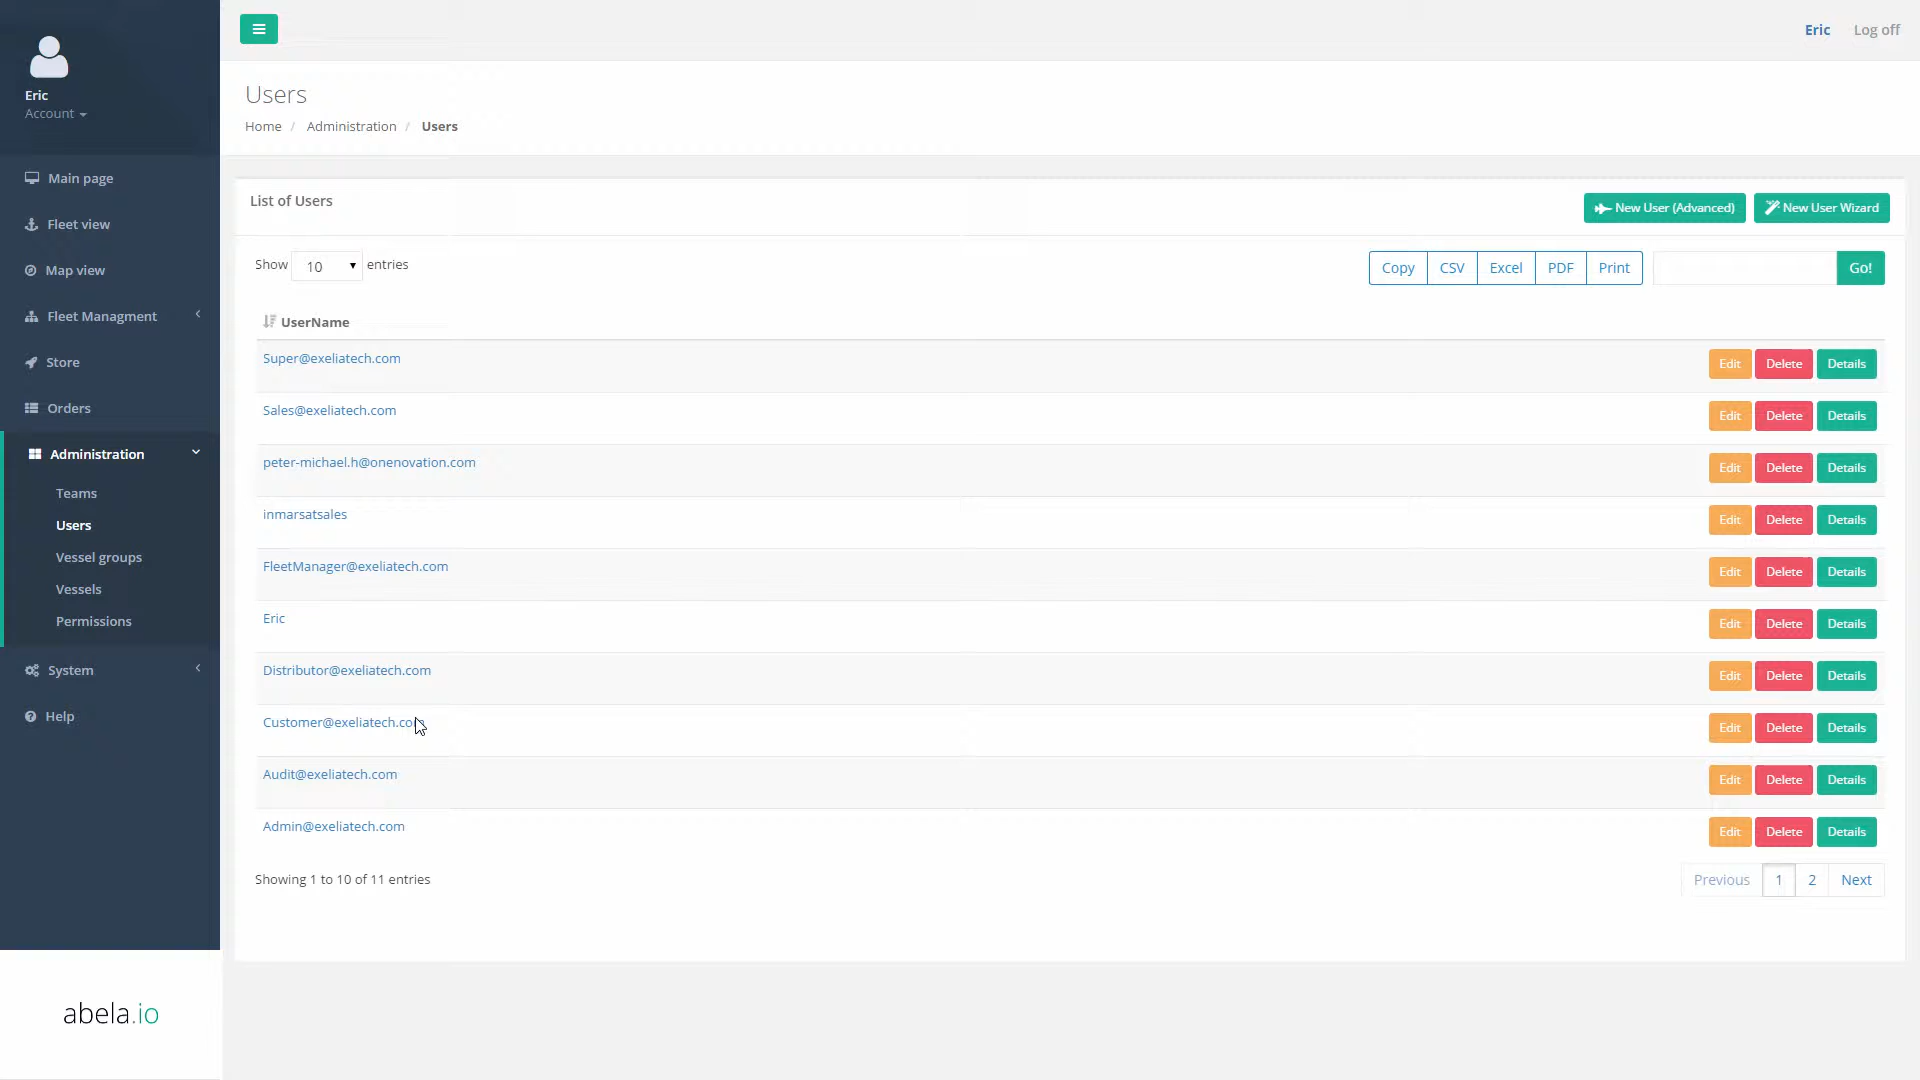 Eric
Account
Main page
Fleet view
Map view
Fleet Managment
Store
Orders
Administration
Teams
Users
Vessel groups
Vessels
Permissions
System
Help
abela.io
Eric Log off
Users
Home / Administration / Users
List of Users
New User (Advanced) New User Wizard
Show 10 entries
Copy CSV Excel PDF Print Go!
UserName
Super@exeliatech.com Edit Delete Details
Sales@exeliatech.com Edit Delete Details
peter-michael.h@onenovation.com Edit Delete Details
inmarsatsales Edit Delete Details
FleetManager@exeliatech.com Edit Delete Details
Eric Edit Delete Details
Distributor@exeliatech.com Edit Delete Details
Customer@exeliatech.com Edit Delete Details
Audit@exeliatech.com Edit Delete Details
Admin@exeliatech.com Edit Delete Details
Showing 1 to 10 of 11 entries
Previous 1 2 Next